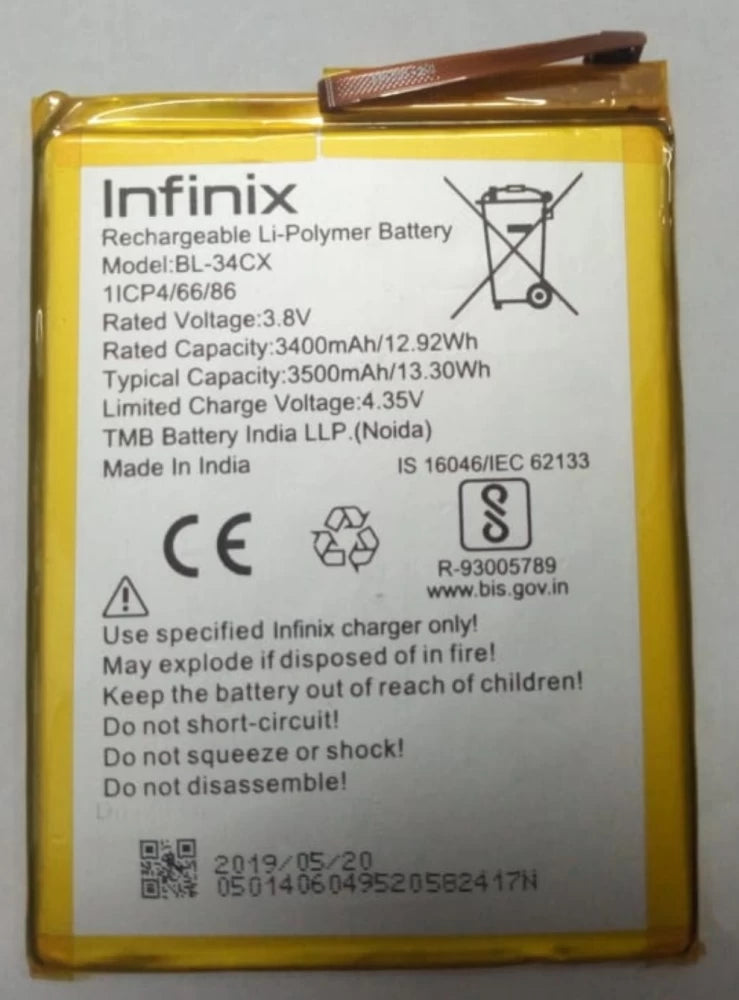 Infinix
Rechargeable Li-Polymer Battery
Model:BL-34CX
1ICP4/66/86
Rated Voltage:3.8V
Rated Capacity:3400mAh/12.92Wh
Typical Capacity:3500mAh/13.30Wh
Limited Charge Voltage:4.35V
TMB Battery India LLP.(Noida)
Made In India
IS 16046/IEC 62133
CE
R-93005789
www.bis.gov.in
Use specified Infinix charger only!
May explode if disposed of in fire!
Keep the battery out of reach of children!
Do not short-circuit!
Do not squeeze or shock!
Do not disassemble!
2019/05/20
0501406049520582417N